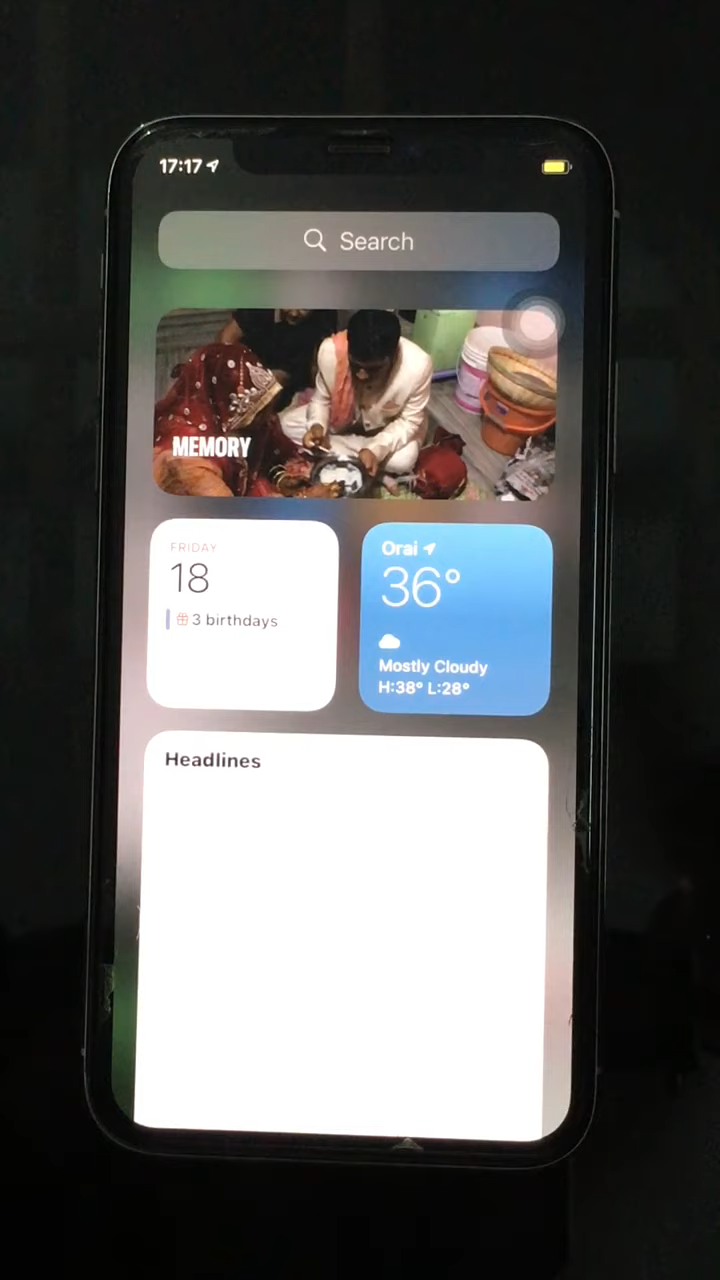 17:17
Search
MEMORY
FRIDAY
18
3 birthdays
Orai
36°
Mostly Cloudy
H:38° L:28°
Headlines